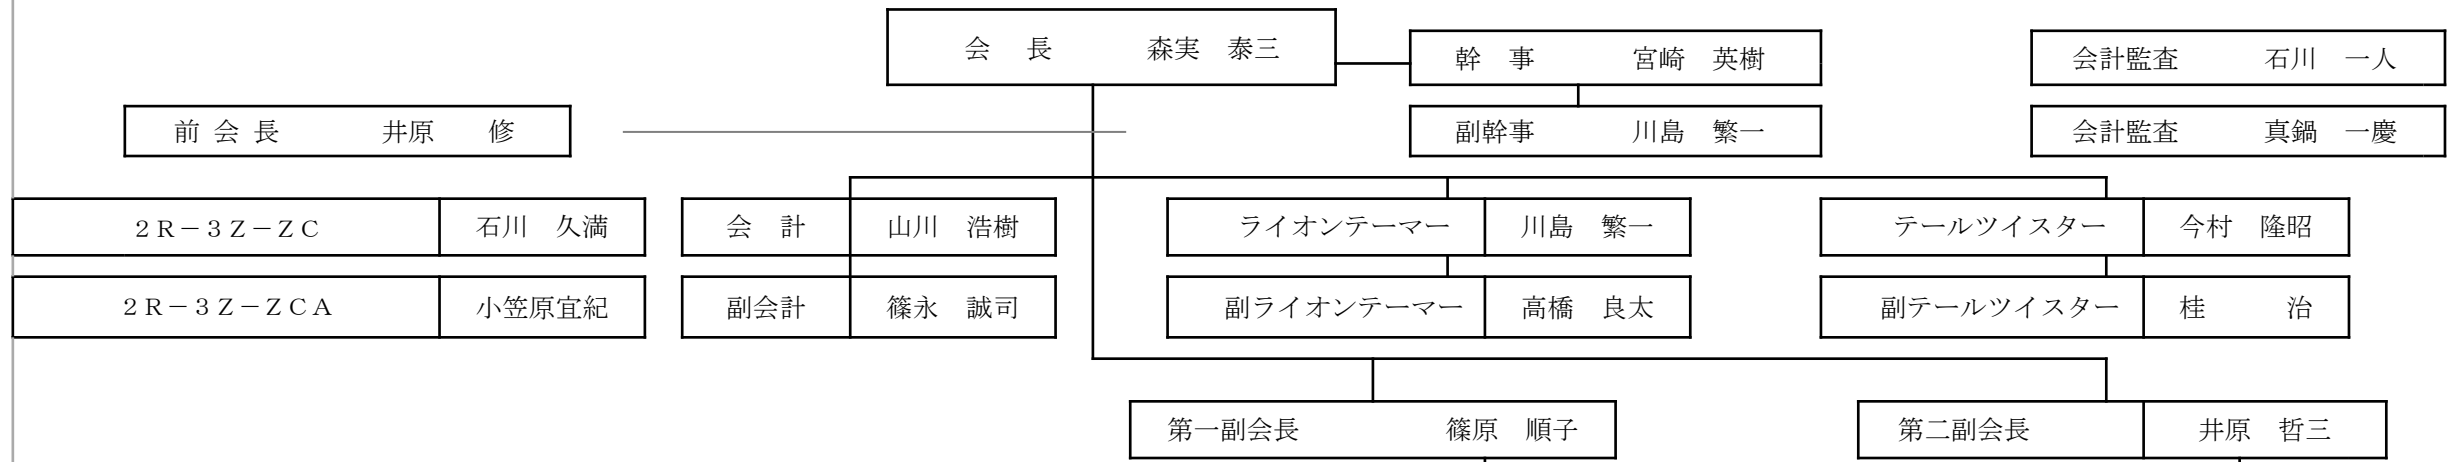 会　長　森実　泰三
幹　事　宮崎　英樹
会計監査　石川　一人
前 会 長　井原　修
副幹事　川島　繁一
会計監査　真鍋　一慶
２Ｒ－３Ｚ－ＺＣ　石川　久満
会　計　山川　浩樹
ライオンテーマー　川島　繁一
テールツイスター　今村　隆昭
２Ｒ－３Ｚ－ＺＣＡ　小笠原宜紀
副会計　篠永　誠司
副ライオンテーマー　高橋　良太
副テールツイスター　桂　治
第一副会長　篠原　順子
第二副会長　井原　哲三